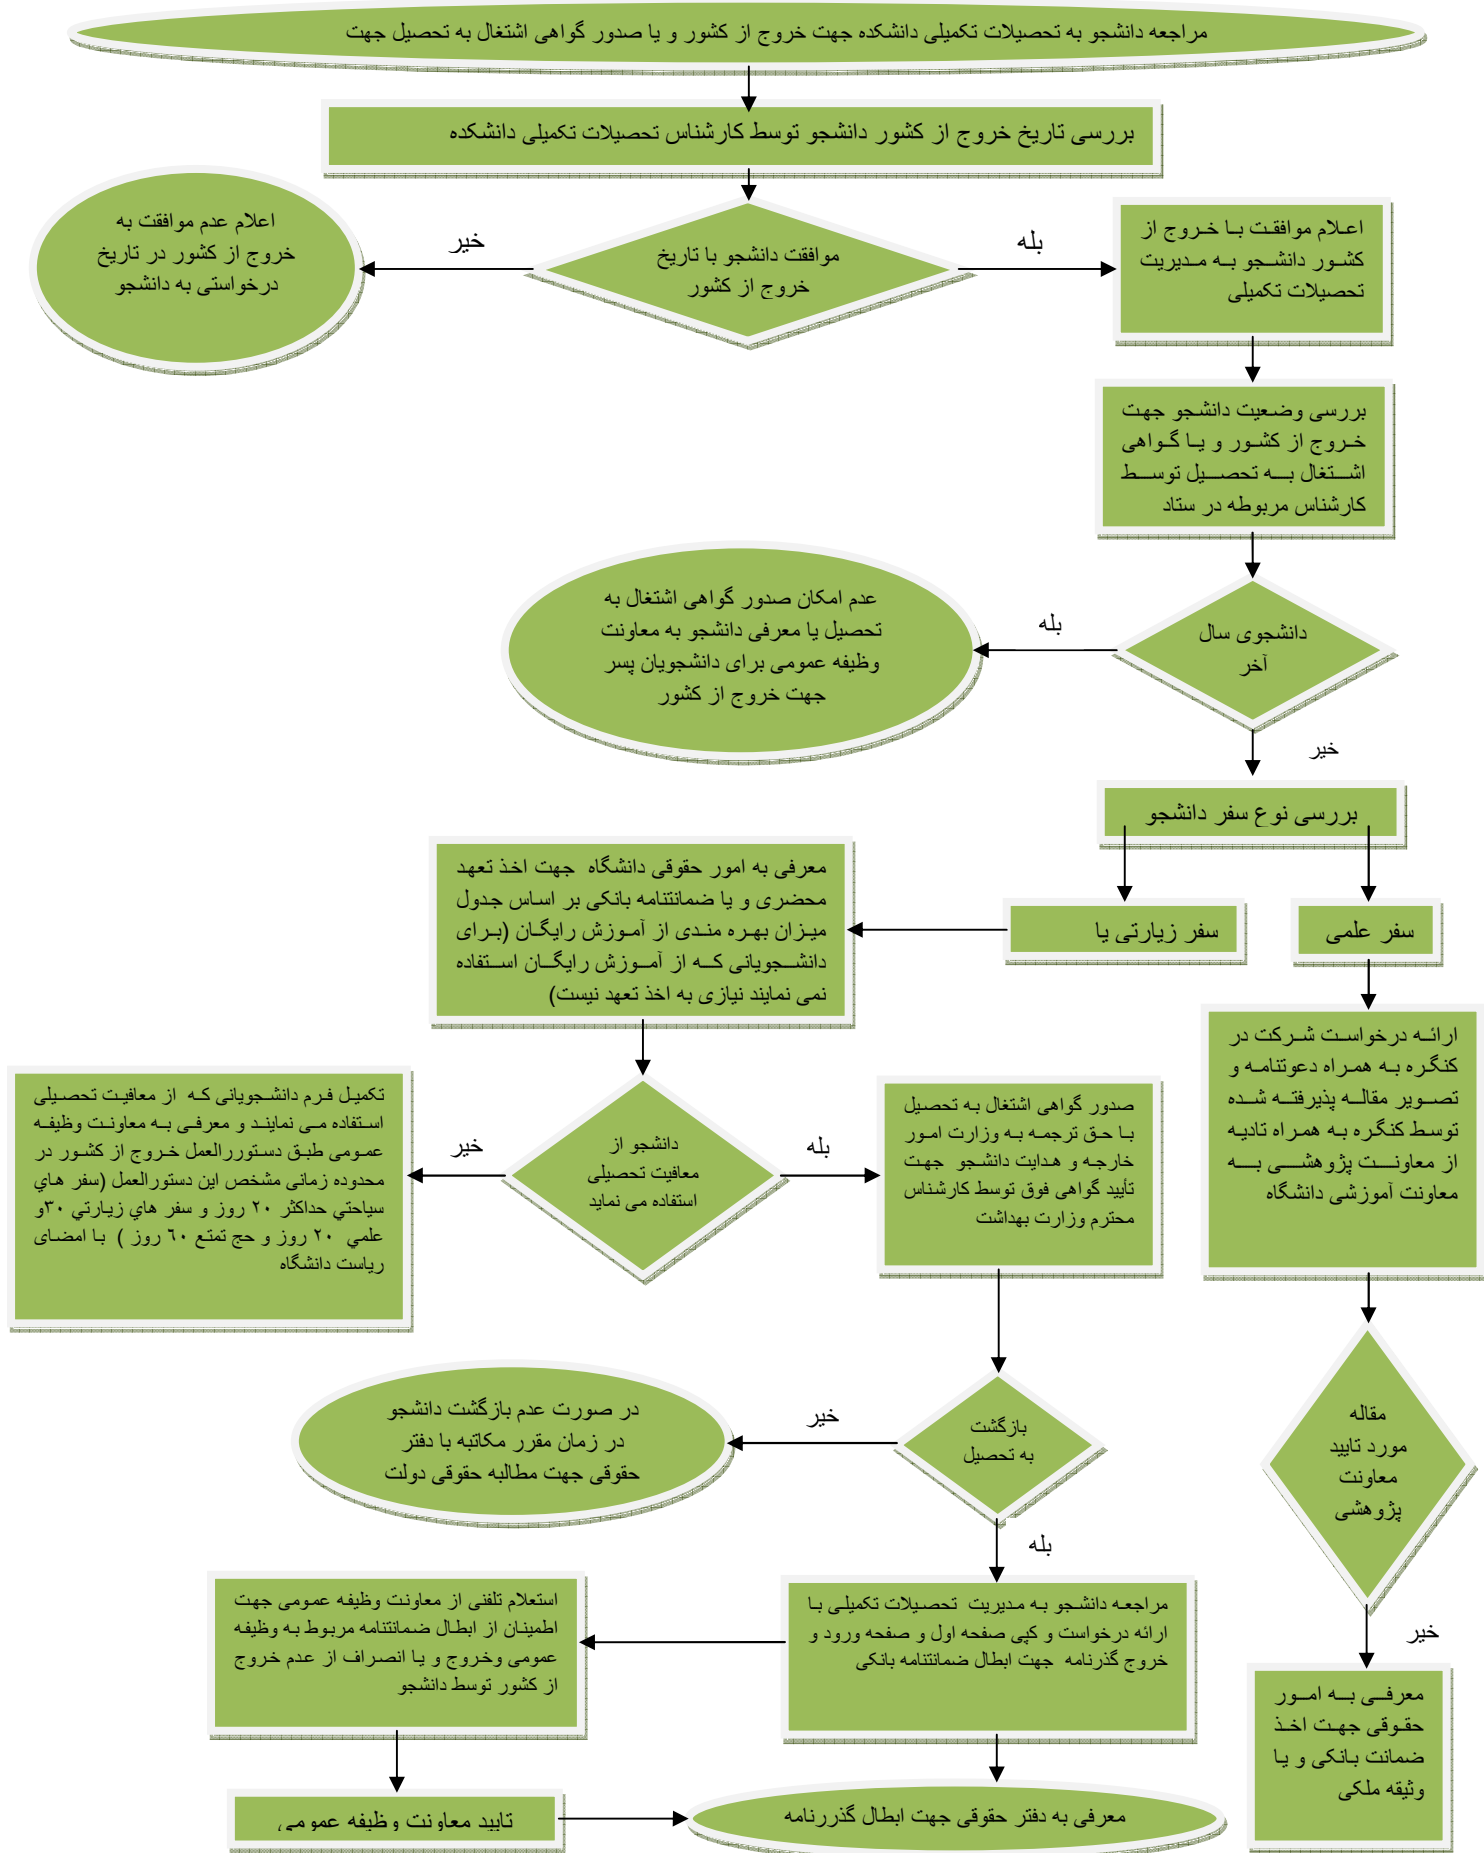 مراجعه دانشجو به تحصیلات تکمیلی دانشکده جهت خروج از کشور و یا صدور گواهی اشتغال به تحصیل جهت
بررسی تاریخ خروج از کشور دانشجو توسط کارشناس تحصیلات تکمیلی دانشکده
موافقت دانشجو با تاریخ
خروج از کشور
خیر
اعلام عدم موافقت به
خروج از کشور در تاریخ
درخواستی به دانشجو
بله
اعلام موافقت با خروج از
کشور دانشجو به مدیریت
تحصیلات تکمیلی
بررسی وضعیت دانشجو جهت
خروج از کشور و یا گواهی
اشتغال به تحصیل توسط
کارشناس مربوطه در ستاد
دانشجوی سال
آخر
بله
عدم امکان صدور گواهی اشتغال به
تحصیل یا معرفی دانشجو به معاونت
وظیفه عمومی برای دانشجویان پسر
جهت خروج از کشور
خیر
بررسی نوع سفر دانشجو
سفر علمی
سفر زیارتی یا
معرفی به امور حقوقی دانشگاه جهت اخذ تعهد
محضری و یا ضمانتنامه بانکی بر اساس جدول
میزان بهره مندی از آموزش رایگان (برای
دانشجویانی که از آموزش رایگان استفاده
نمی نمایند نیازی به اخذ تعهد نیست)
ارائه درخواست شرکت در
کنگره به همراه دعوتنامه و
تصویر مقاله پذیرفته شده
توسط کنگره به همراه تادیه
از معاونت پژوهشی به
معاونت آموزشی دانشگاه
دانشجو از
معافیت تحصیلی
استفاده می نماید
خیر
تکمیل فرم دانشجویانی که از معافیت تحصیلی
استفاده می نمایند و معرفی به معاونت وظیفه
عمومی طبق دستوررالعمل خروج از کشور در
محدوده زمانی مشخص این دستورالعمل (سفر هاي
سیاحتي حداکثر ٢٠ روز و سفر هاي زیارتي ٣٠و
علمي ٢٠ روز و حج تمتع ٦٠ روز ) با امضای
ریاست دانشگاه
بله
صدور گواهی اشتغال به تحصیل
با حق ترجمه به وزارت امور
خارجه و هدایت دانشجو جهت
تأیید گواهی فوق توسط کارشناس
محترم وزارت بهداشت
بازگشت
به تحصیل
خیر
در صورت عدم بازگشت دانشجو
در زمان مقرر مکاتبه با دفتر
حقوقی جهت مطالبه حقوقی دولت
بله
مقاله
مورد تایید
معاونت
پژوهشی
خیر
معرفی به امور
حقوقی جهت اخذ
ضمانت بانکی و یا
وثیقه ملکی
مراجعه دانشجو به مدیریت تحصیلات تکمیلی با
ارائه درخواست و کپی صفحه اول و صفحه ورود و
خروج گذرنامه جهت ابطال ضمانتنامه بانکی
استعلام تلفنی از معاونت وظیفه عمومی جهت
اطمینان از ابطال ضمانتنامه مربوط به وظیفه
عمومی وخروج و یا انصراف از عدم خروج
از کشور توسط دانشجو
تایید معاونت وظیفه عمومی
معرفی به دفتر حقوقی جهت ابطال گذررنامه